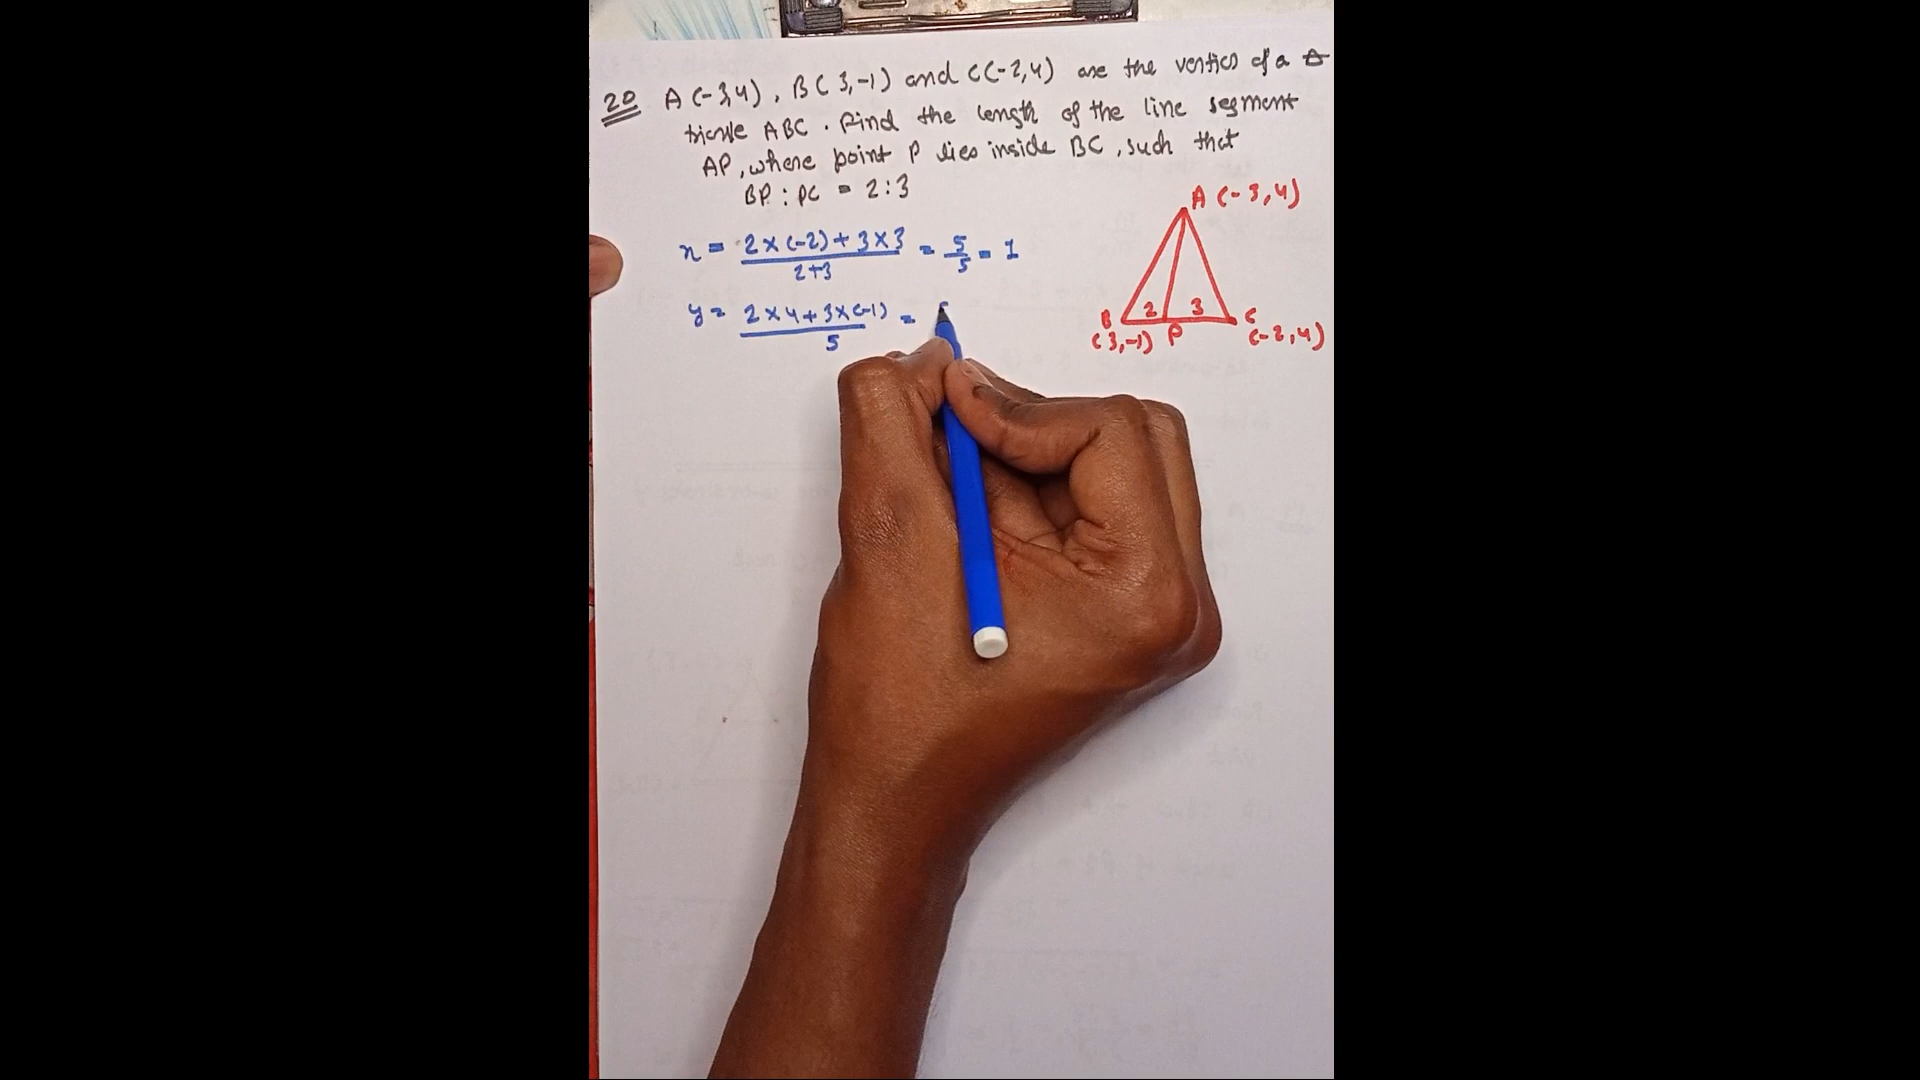 20 A (-3,4), B (3,-1) and C(-2,4) are the vertics of a
ABC. Find the length of the line segment
AP, where point P lies inside BC, such that
BP : PC = 2:3
A (-3,4)
x = 2×(-2)+3×3 / 2+3 = 5/5 = 1
y = 2×4+3×(-1) / 5 =
B 2 3 C
(3,-1) P (-2,4)